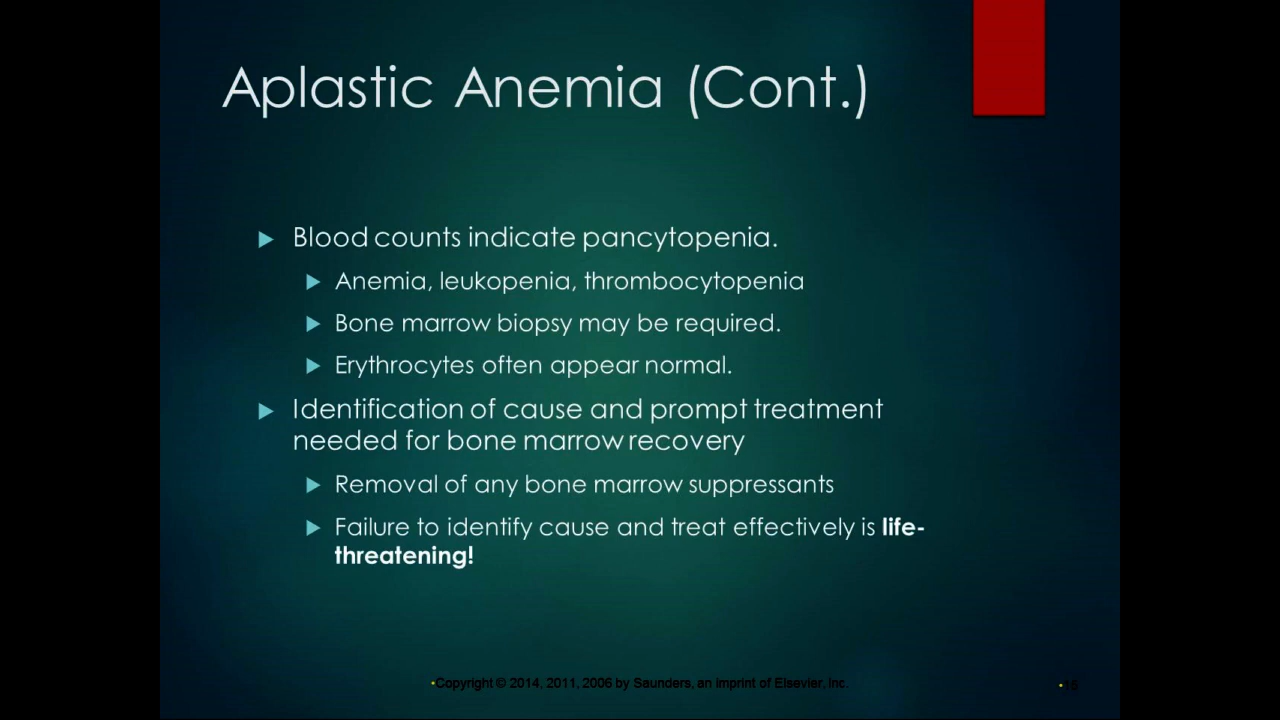 Aplastic Anemia (Cont.)
Blood counts indicate pancytopenia.
Anemia, leukopenia, thrombocytopenia
Bone marrow biopsy may be required.
Erythrocytes often appear normal.
Identification of cause and prompt treatment
needed for bone marrow recovery
Removal of any bone marrow suppressants
Failure to identify cause and treat effectively is life-
threatening!
•Copyright © 2014, 2011, 2006 by Saunders, an imprint of Elsevier, Inc.